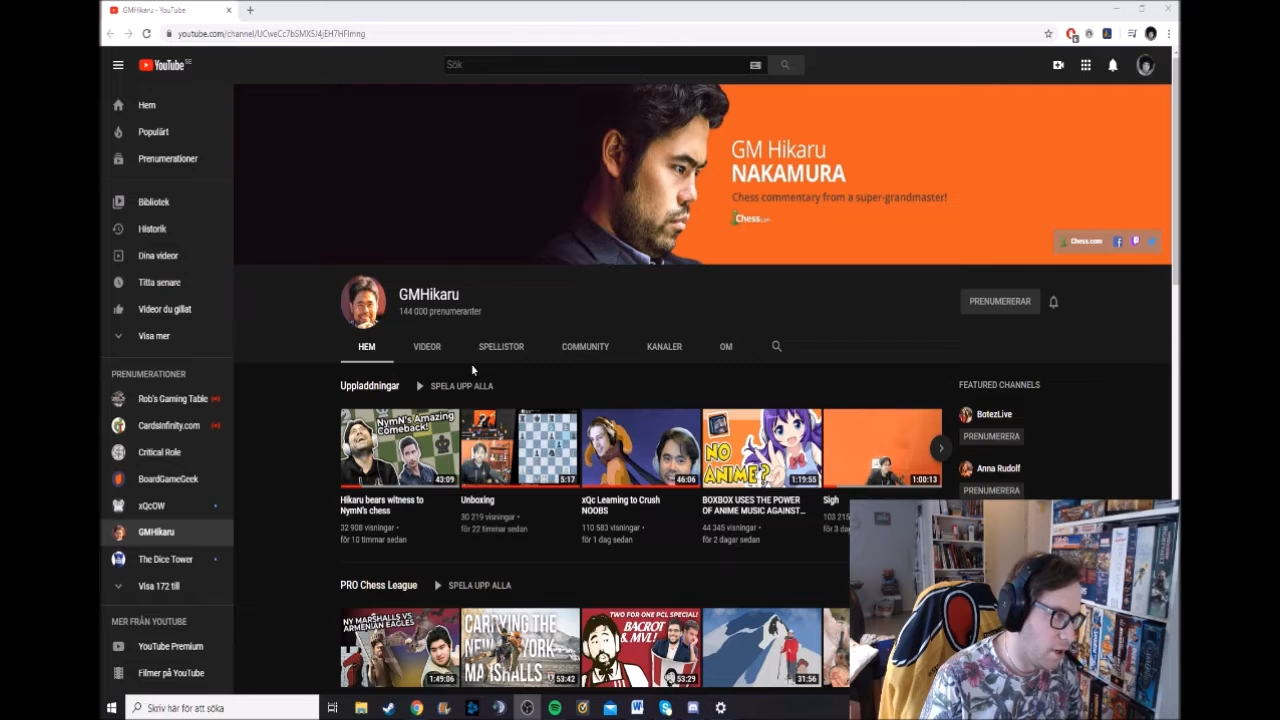 GMHikaru - YouTube
youtube.com/channel/UCweCc7bSMX5J4jEH7HFImng
YouTube SE
Sök
Hem
Populärt
Prenumerationer
Bibliotek
Historik
Dina videor
Titta senare
Videor du gillat
Visa mer
PRENUMERATIONER
Rob's Gaming Table
CardsInfinity.com
Critical Role
BoardGameGeek
xQcOW
GMHikaru
The Dice Tower
Visa 172 till
MER FRÅN YOUTUBE
YouTube Premium
Filmer på YouTube
GM Hikaru
NAKAMURA
Chess commentary from a super-grandmaster!
Chess.com
Chess.com
GMHikaru
144 000 prenumeranter
PRENUMERERAR
HEM VIDEOR SPELLISTOR COMMUNITY KANALER OM
Uppladdningar SPELA UPP ALLA
NymN's Amazing
Comeback!
43:09
5:17
46:06
NO
ANIME?
1:19:55
1:00:13
Hikaru bears witness to
NymN's chess
32 908 visningar •
för 10 timmar sedan
Unboxing
30 219 visningar •
för 22 timmar sedan
xQc Learning to Crush
NOOBS
110 583 visningar •
för 1 dag sedan
BOXBOX USES THE POWER
OF ANIME MUSIC AGAINST...
44 345 visningar •
för 2 dagar sedan
Sigh
103 215
för 3 da
FEATURED CHANNELS
BotezLive
PRENUMERERA
Anna Rudolf
PRENUMERERA
PRO Chess League SPELA UPP ALLA
NY MARSHALLS VS
ARMENIAN EAGLES
1:49:06
CARRYING THE
NEW YORK
MARSHALLS
53:42
TWO FOR ONE PCL SPECIAL!
BACROT
& MVL!
53:29
31:56
Skriv här för att söka